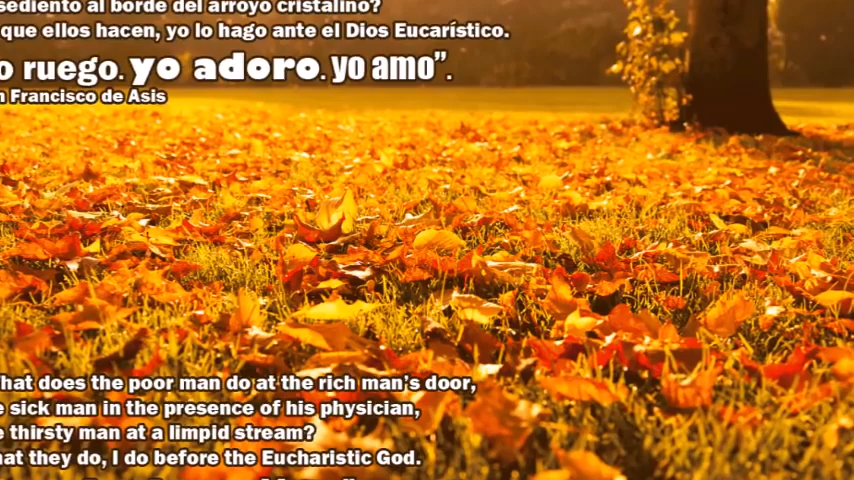 sediento al borde del arroyo cristalino?
que ellos hacen, yo lo hago ante el Dios Eucarístico.
o ruego. yo adoro. yo amo”.
n Francisco de Asis
hat does the poor man do at the rich man's door,
e sick man in the presence of his physician,
e thirsty man at a limpid stream?
hat they do, I do before the Eucharistic God.